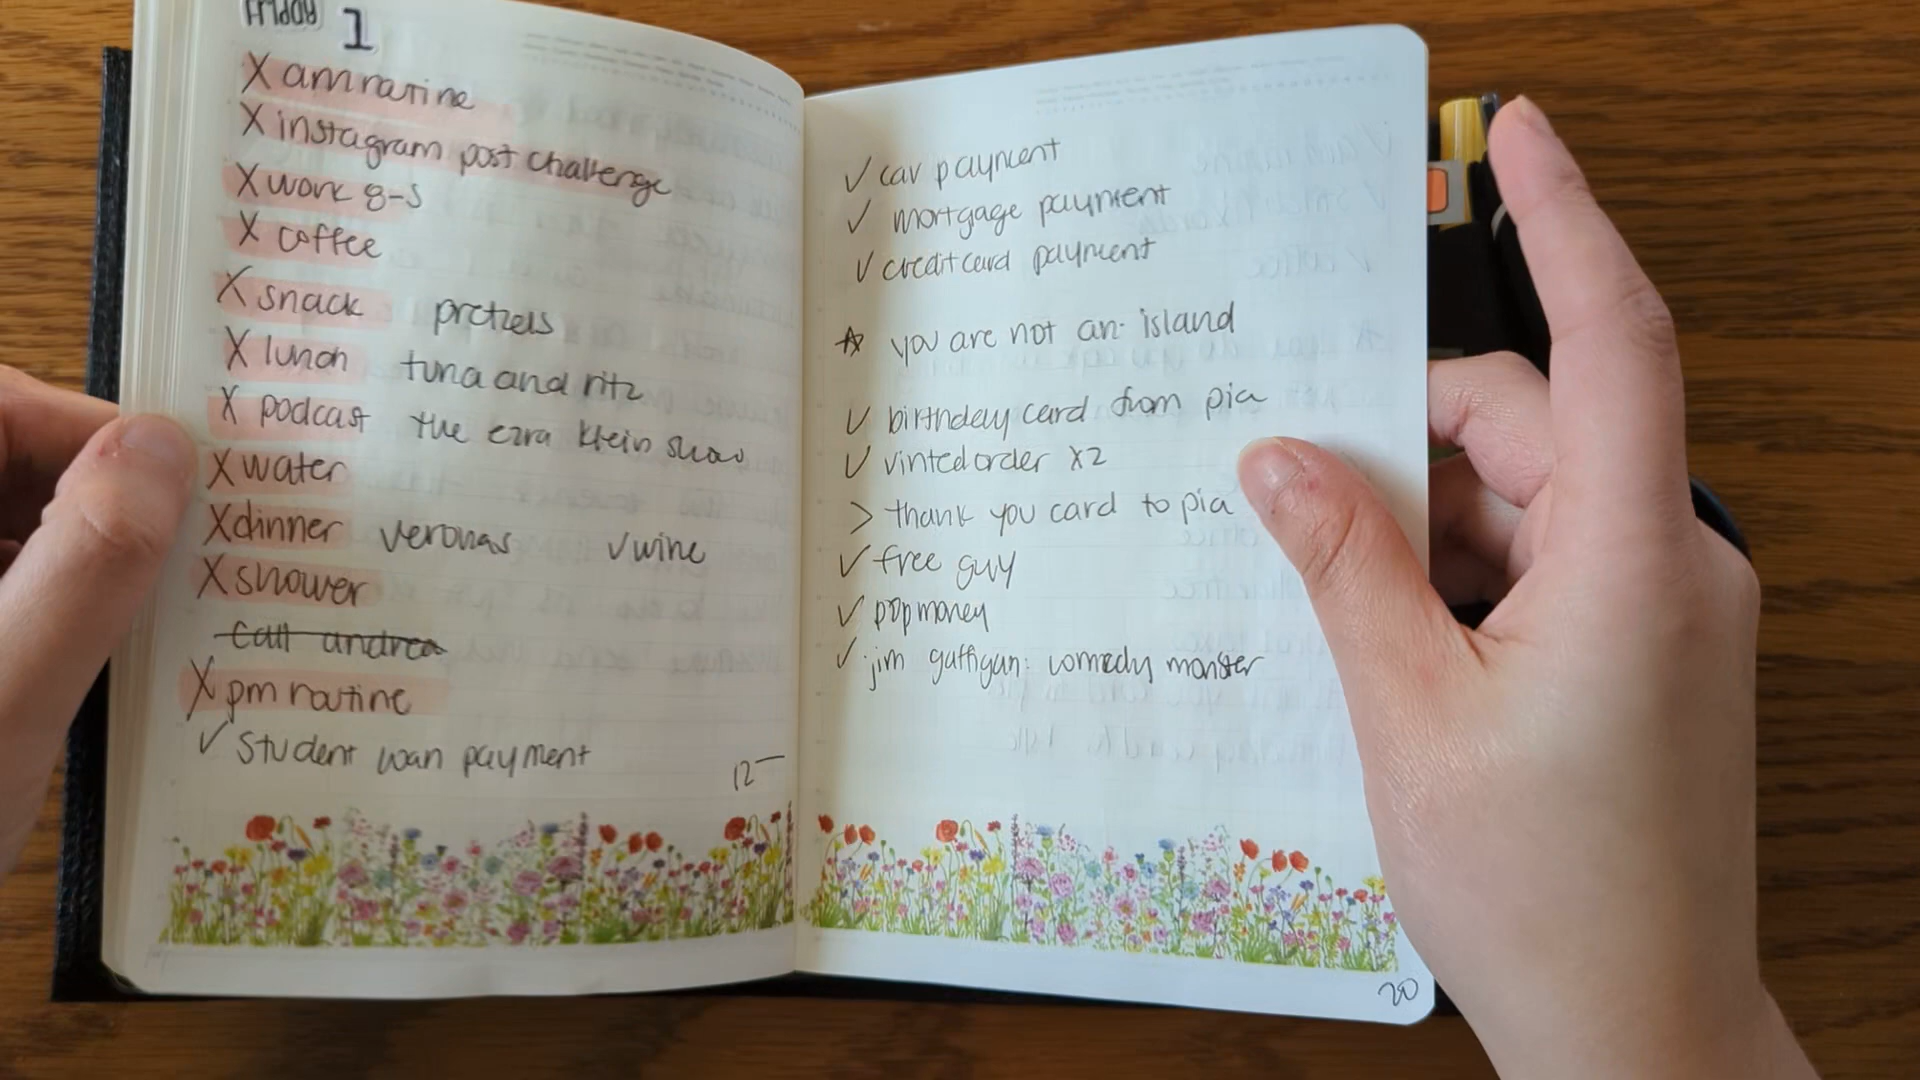 Friday 1
X am rotine
X instagram post challenge
X work 8-5
X coffee
X snack pretzels
X lunch tuna and ritz
X podcast the ezra klein show
X water
X dinner veronas ✓ wine
X shower
call andrea
X pm routine
✓ student loan payment
12
✓ car payment
✓ mortgage payment
✓ credit card payment
☆ you are not an island
✓ birthday card from pia
✓ vinted order x2
> thank you card to pia
✓ free guy
✓ pop money
✓ jim gaffigan: comedy monster
20